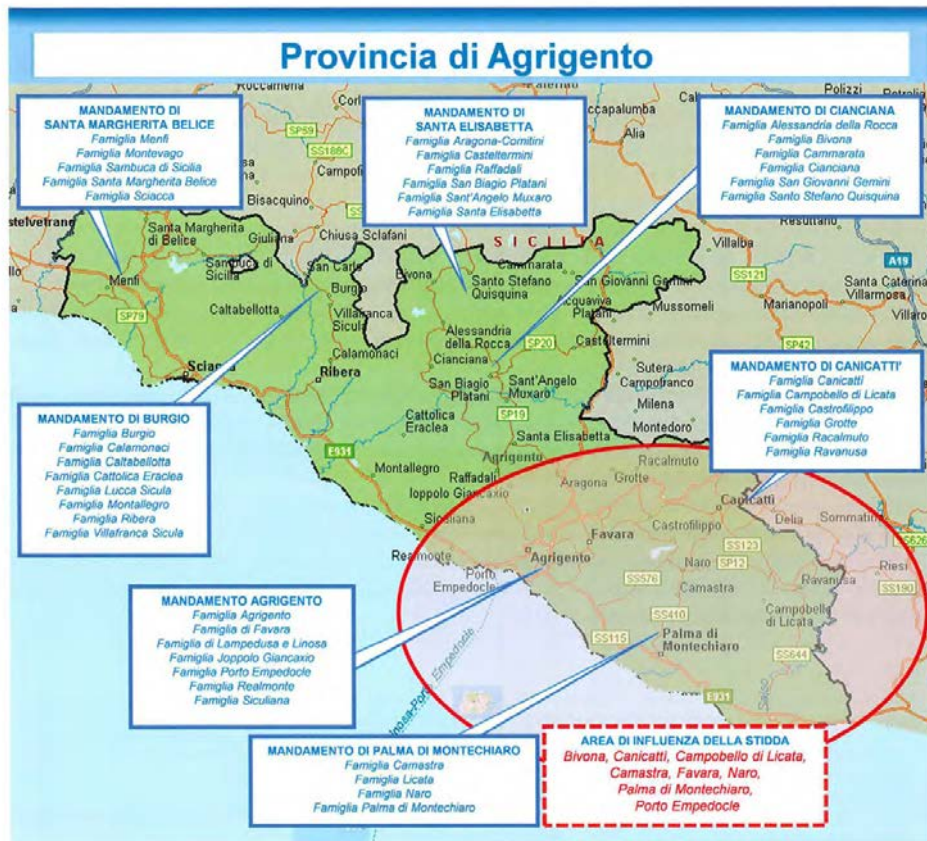 Provincia di Agrigento
MANDAMENTO DI
SANTA MARGHERITA BELICE
Famiglia Menfi
Famiglia Montevago
Famiglia Sambuca di Sicilia
Famiglia Santa Margherita Belice
Famiglia Sciacca
MANDAMENTO DI
SANTA ELISABETTA
Famiglia Aragona-Comitini
Famiglia Casteltermini
Famiglia Raffadali
Famiglia San Biagio Platani
Famiglia Sant'Angelo Muxaro
Famiglia Santa Elisabetta
MANDAMENTO DI CIANCIANA
Famiglia Alessandria della Rocca
Famiglia Bivona
Famiglia Cammarata
Famiglia Cianciana
Famiglia San Giovanni Gemini
Famiglia Santo Stefano Quisquina
Polizzi
SP59
SS188C
Alia
Bisacquino
Santa Margherita
di Belice
Giuliana
Chiusa Sclafani
SICILIA
Villalba
SS121
A19
Santa Caterina
Villarmosa
Menfi
San Carlo
Burgio
Bivona
Cammarata
Santo Stefano
Quisquina
San Giovanni Gemini
Acquaviva
Platani
Mussomeli
Marianopoli
SP79
Caltabellotta
Villafranca
Sicula
Calamonaci
Ribera
Alessandria
della Rocca
SP20
Casteltermini
Cianciana
SP42
San Biagio
Platani
Sant'Angelo
Muxaro
Sutera
Campofranco
Milena
Montedoro
SP19
Cattolica
Eraclea
Santa Elisabetta
MANDAMENTO DI CANICATTI'
Famiglia Canicattì
Famiglia Campobello di Licata
Famiglia Castrofilippo
Famiglia Grotte
Famiglia Racalmuto
Famiglia Ravanusa
MANDAMENTO DI BURGIO
Famiglia Burgio
Famiglia Calamonaci
Famiglia Caltabellotta
Famiglia Cattolica Eraclea
Famiglia Lucca Sicula
Famiglia Montallegro
Famiglia Ribera
Famiglia Villafranca Sicula
E931
Montallegro
Agrigento
Raffadali
Ioppolo Giancaxio
Siculiana
Realmonte
Porto
Empedocle
Racalmuto
Grotte
Aragona
Canicatti
Castrofilippo
Delia
Sommatin
Favara
Agrigento
SS123
Naro
SP12
SS626
Riesi
SS190
SS576
Camastra
Ravanusa
Campobello
di Licata
SS410
SS115
Palma di
Montechiaro
SS644
Salso
E931
MANDAMENTO AGRIGENTO
Famiglia Agrigento
Famiglia di Favara
Famiglia di Lampedusa e Linosa
Famiglia Joppolo Giancaxio
Famiglia Porto Empedocle
Famiglia Realmonte
Famiglia Siculiana
MANDAMENTO DI PALMA DI MONTECHIARO
Famiglia Camastra
Famiglia Licata
Famiglia Naro
Famiglia Palma di Montechiaro
AREA DI INFLUENZA DELLA STIDDA
Bivona, Canicattì, Campobello di Licata,
Camastra, Favara, Naro,
Palma di Montechiaro,
Porto Empedocle